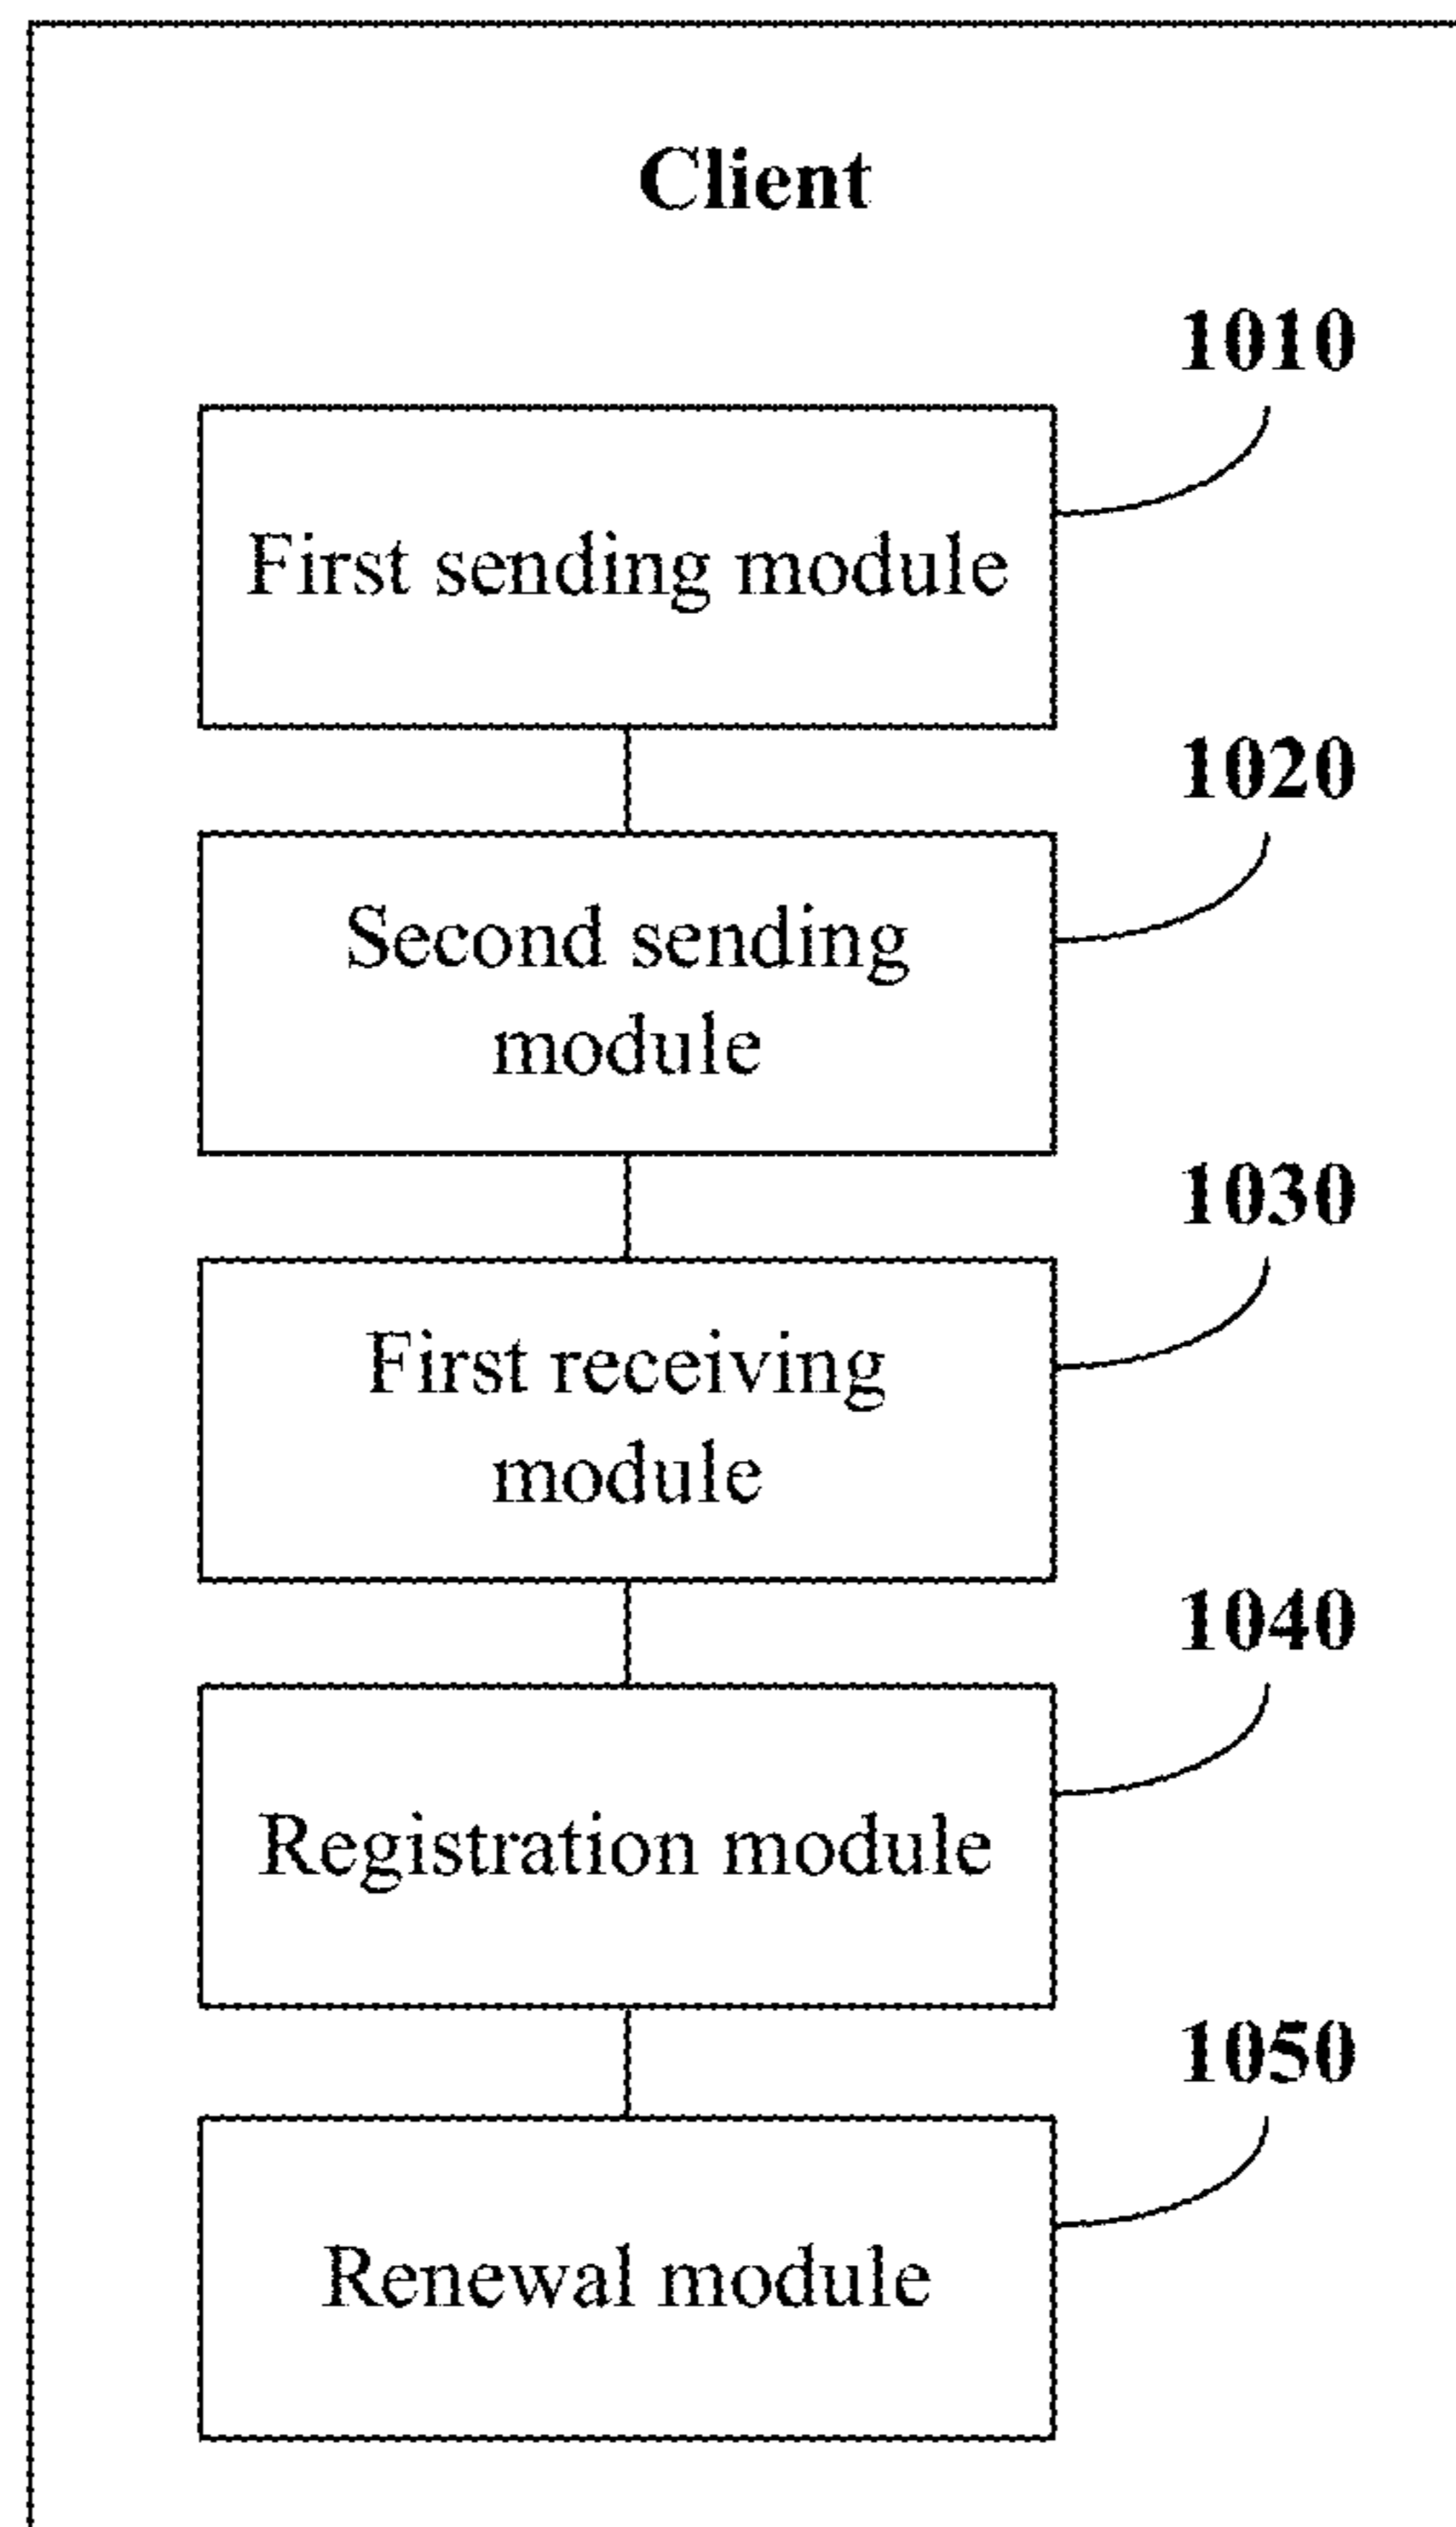 Client
1010
First sending module
1020
Second sending
module
1030
First receiving
module
1040
Registration module
1050
Renewal module